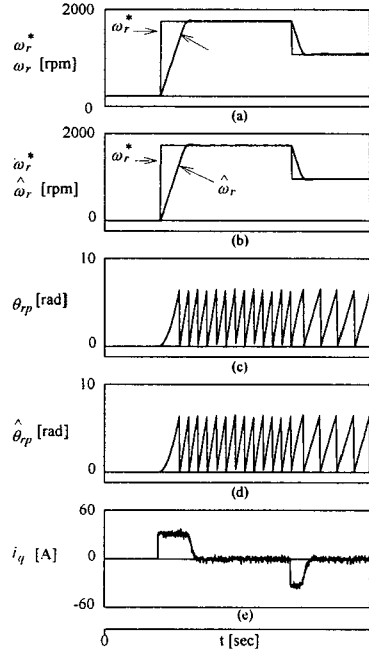 2000
ω_r^*
ω_r^*
ω_r [rpm]
0
(a)
2000
ω_r^*
ω_r^*
ω̂_r [rpm]
ω̂_r
0
(b)
10
θ_rp [rad]
0
(c)
10
θ̂_rp [rad]
0
(d)
60
i_q [A]
0
-60
(e)
0
t [sec]